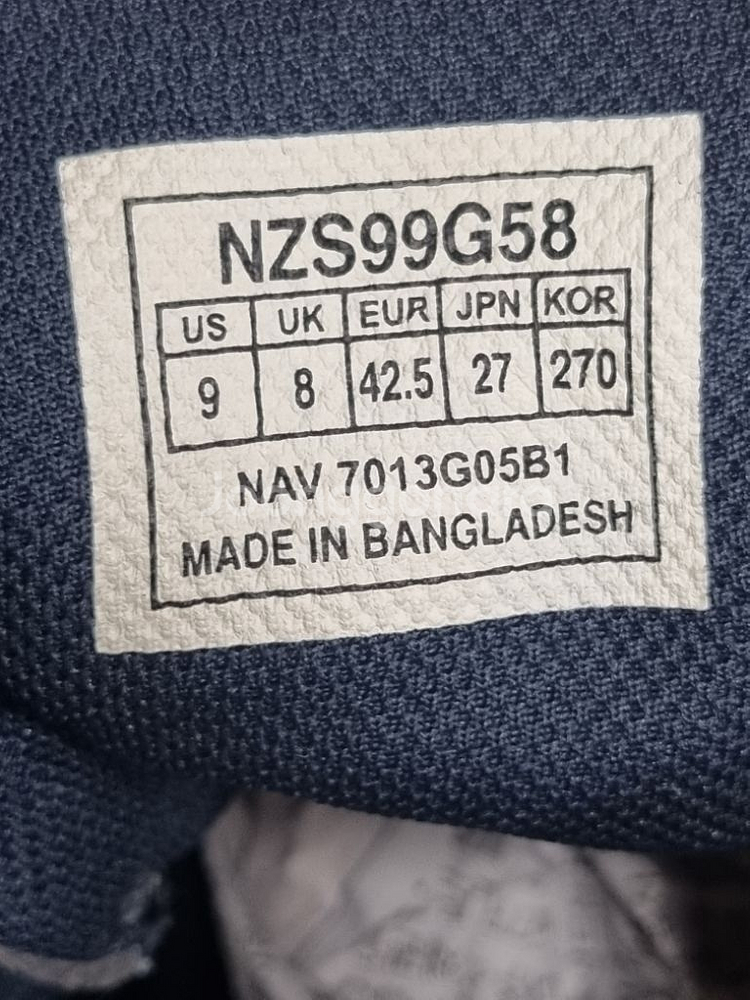 NZS99G58
US UK EUR JPN KOR
9 8 42.5 27 270
NAV 7013G05B1
MADE IN BANGLADESH